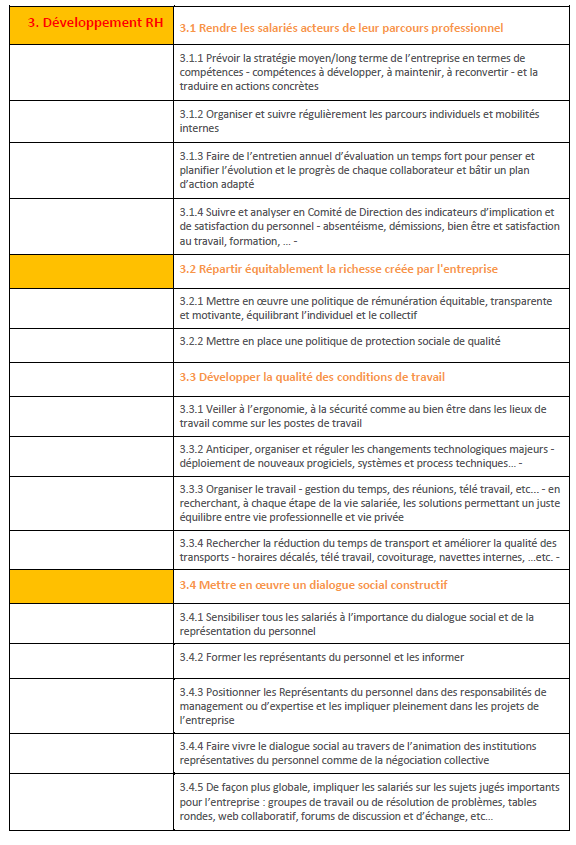 3. Développement RH
3.1 Rendre les salariés acteurs de leur parcours professionnel
3.1.1 Prévoir la stratégie moyen/long terme de l'entreprise en termes de
compétences - compétences à développer, à maintenir, à reconvertir - et la
traduire en actions concrètes
3.1.2 Organiser et suivre régulièrement les parcours individuels et mobilités
internes
3.1.3 Faire de l'entretien annuel d'évaluation un temps fort pour penser et
planifier l'évolution et le progrès de chaque collaborateur et bâtir un plan
d'action adapté
3.1.4 Suivre et analyser en Comité de Direction des indicateurs d'implication et
de satisfaction du personnel - absentéisme, démissions, bien être et satisfaction
au travail, formation, ... -
3.2 Répartir équitablement la richesse créée par l'entreprise
3.2.1 Mettre en œuvre une politique de rémunération équitable, transparente
et motivante, équilibrant l'individuel et le collectif
3.2.2 Mettre en place une politique de protection sociale de qualité
3.3 Développer la qualité des conditions de travail
3.3.1 Veiller à l'ergonomie, à la sécurité comme au bien être dans les lieux de
travail comme sur les postes de travail
3.3.2 Anticiper, organiser et réguler les changements technologiques majeurs -
déploiement de nouveaux progiciels, systèmes et process techniques... -
3.3.3 Organiser le travail - gestion du temps, des réunions, télé travail, etc... - en
recherchant, à chaque étape de la vie salariée, les solutions permettant un juste
équilibre entre vie professionnelle et vie privée
3.3.4 Rechercher la réduction du temps de transport et améliorer la qualité des
transports - horaires décalés, télé travail, covoiturage, navettes internes, ...etc. -
3.4 Mettre en œuvre un dialogue social constructif
3.4.1 Sensibiliser tous les salariés à l'importance du dialogue social et de la
représentation du personnel
3.4.2 Former les représentants du personnel et les informer
3.4.3 Positionner les Représentants du personnel dans des responsabilités de
management ou d'expertise et les impliquer pleinement dans les projets de
l'entreprise
3.4.4 Faire vivre le dialogue social au travers de l'animation des institutions
représentatives du personnel comme de la négociation collective
3.4.5 De façon plus globale, impliquer les salariés sur les sujets jugés importants
pour l'entreprise : groupes de travail ou de résolution de problèmes, tables
rondes, web collaboratif, forums de discussion et d'échange, etc...